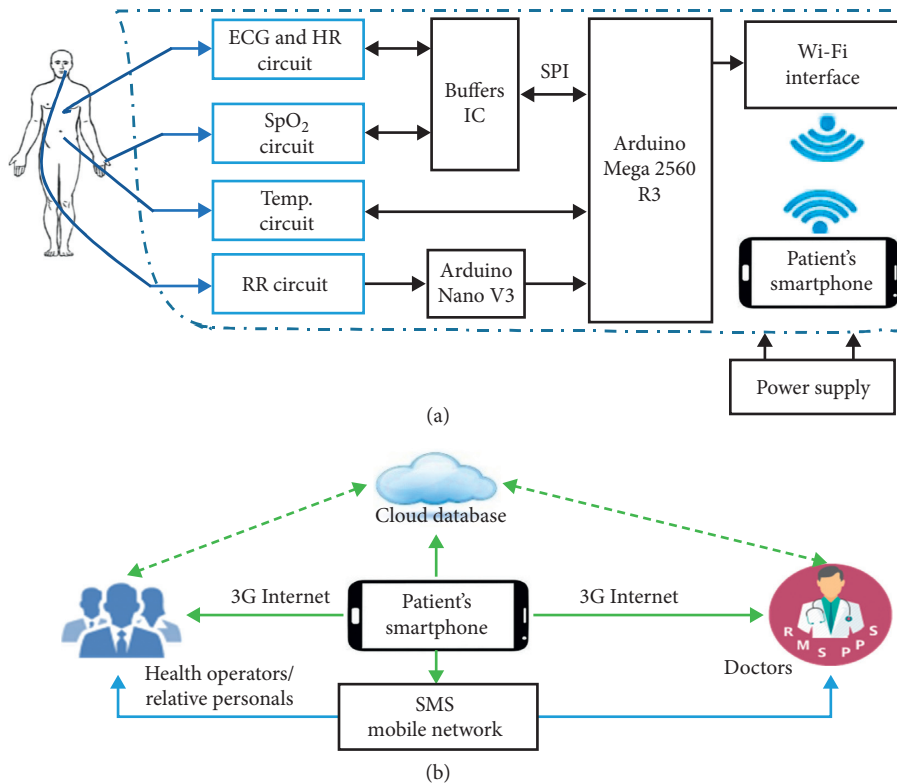 ECG and HR
circuit
SpO₂
circuit
Temp.
circuit
RR circuit
Buffers
IC
SPI
Arduino
Nano V3
Arduino
Mega 2560
R3
Wi-Fi
interface
Patient's
smartphone
Power supply
(a)
Cloud database
3G Internet
Patient's
smartphone
3G Internet
R M S P P S
Health operators/
relative personals
Doctors
SMS
mobile network
(b)